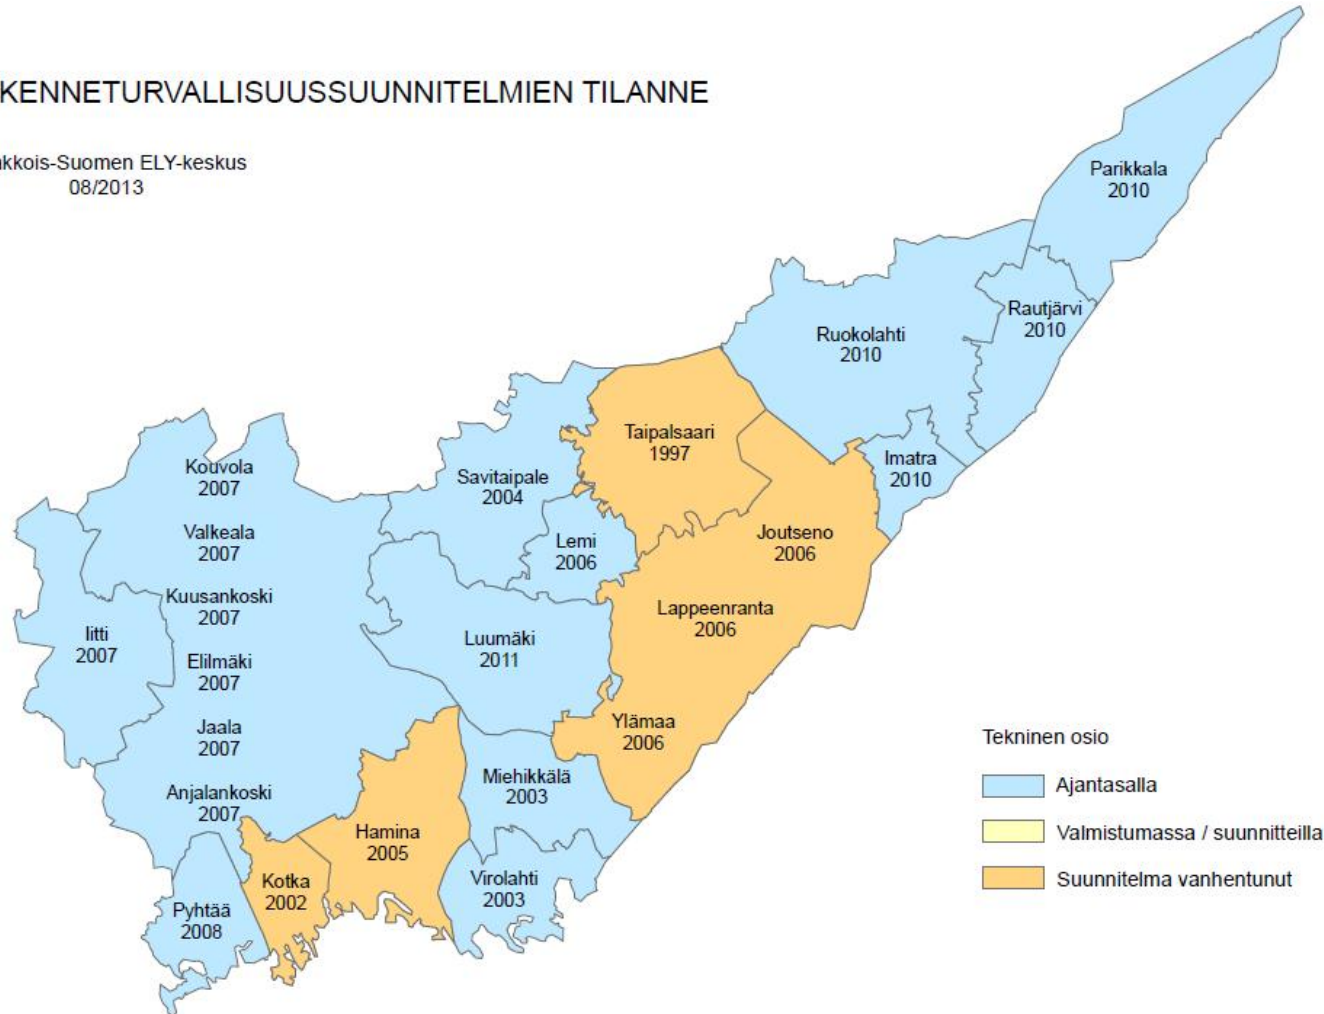 KENNETURVALLISUUSSUUNNITELMIEN TILANNE
kkois-Suomen ELY-keskus
08/2013
Parikkala
2010
Rautjärvi
2010
Ruokolahti
2010
Taipalsaari
1997
Imatra
2010
Kouvola
2007
Savitaipale
2004
Valkeala
2007
Lemi
2006
Joutseno
2006
Kuusankoski
2007
Lappeenranta
2006
Iitti
2007
Luumäki
2011
Elilmäki
2007
Jaala
2007
Ylämaa
2006
Miehikkälä
2003
Anjalankoski
2007
Hamina
2005
Kotka
2002
Virolahti
2003
Pyhtää
2008
Tekninen osio
Ajantasalla
Valmistumassa / suunnitteilla
Suunnitelma vanhentunut